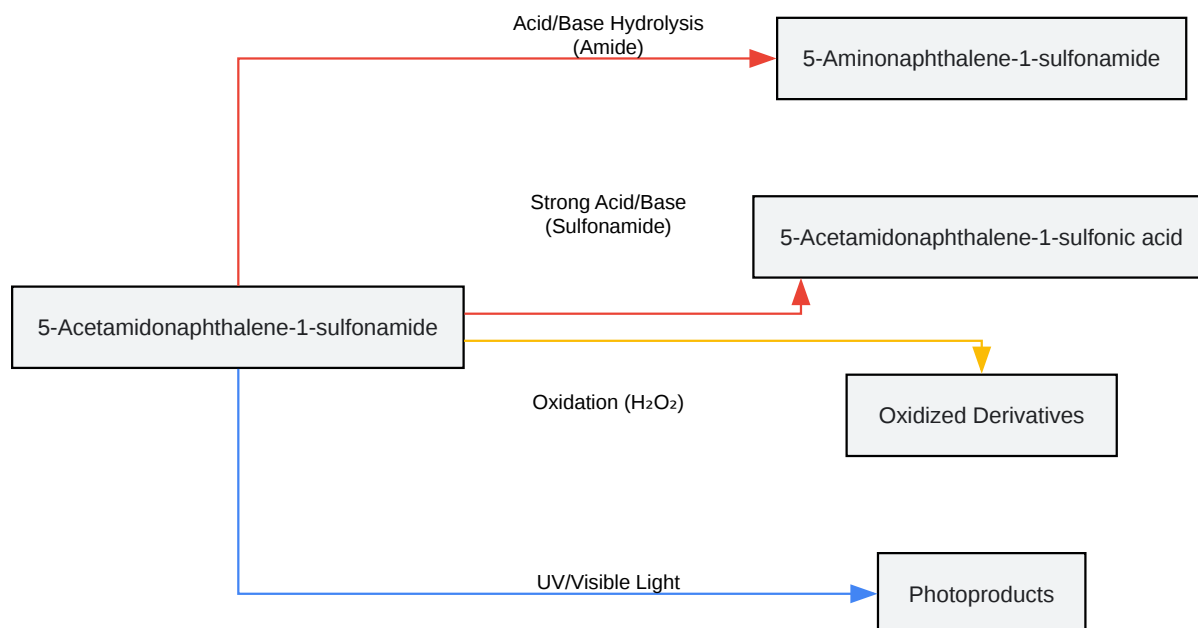 Acid/Base Hydrolysis
(Amide)
5-Aminonaphthalene-1-sulfonamide
Strong Acid/Base
(Sulfonamide)
5-Acetamidonaphthalene-1-sulfonic acid
5-Acetamidonaphthalene-1-sulfonamide
Oxidation (H₂O₂)
Oxidized Derivatives
UV/Visible Light
Photoproducts